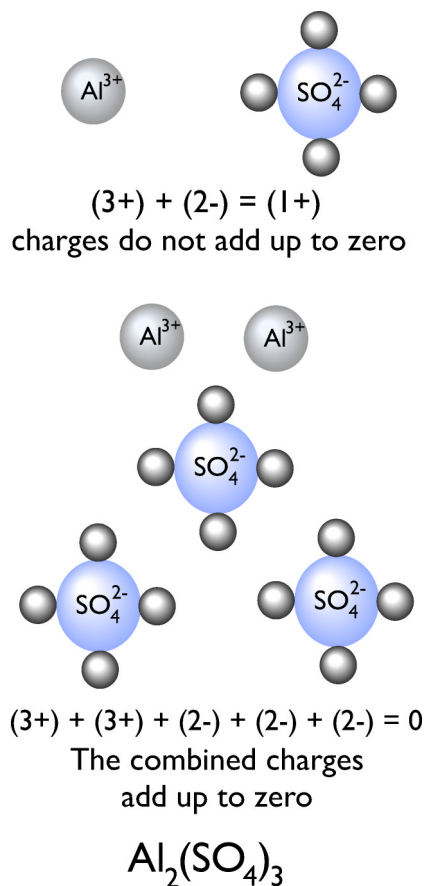 Al³⁺ SO₄²⁻
(3+) + (2-) = (1+)
charges do not add up to zero
Al³⁺ Al³⁺
SO₄²⁻
SO₄²⁻ SO₄²⁻
(3+) + (3+) + (2-) + (2-) + (2-) = 0
The combined charges
add up to zero
Al₂(SO₄)₃